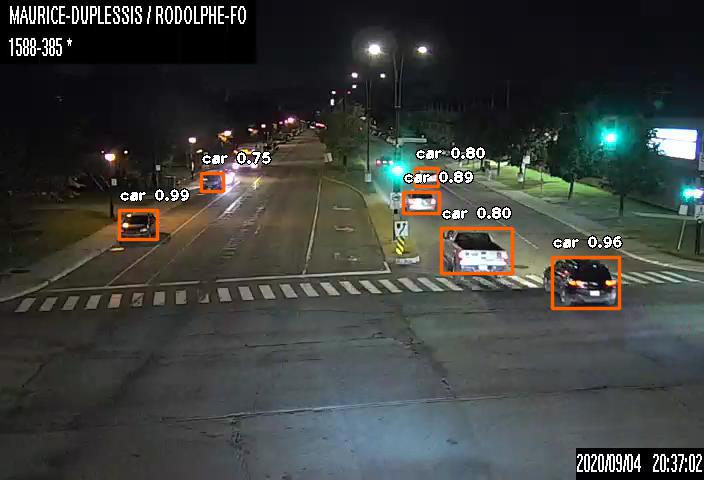 MAURICE-DUPLESSIS / RODOLPHE-FO
1588-385 *
car 0.75
car 0.80
car 0.89
car 0.99
car 0.80
car 0.96
2020/09/04 20:37:02